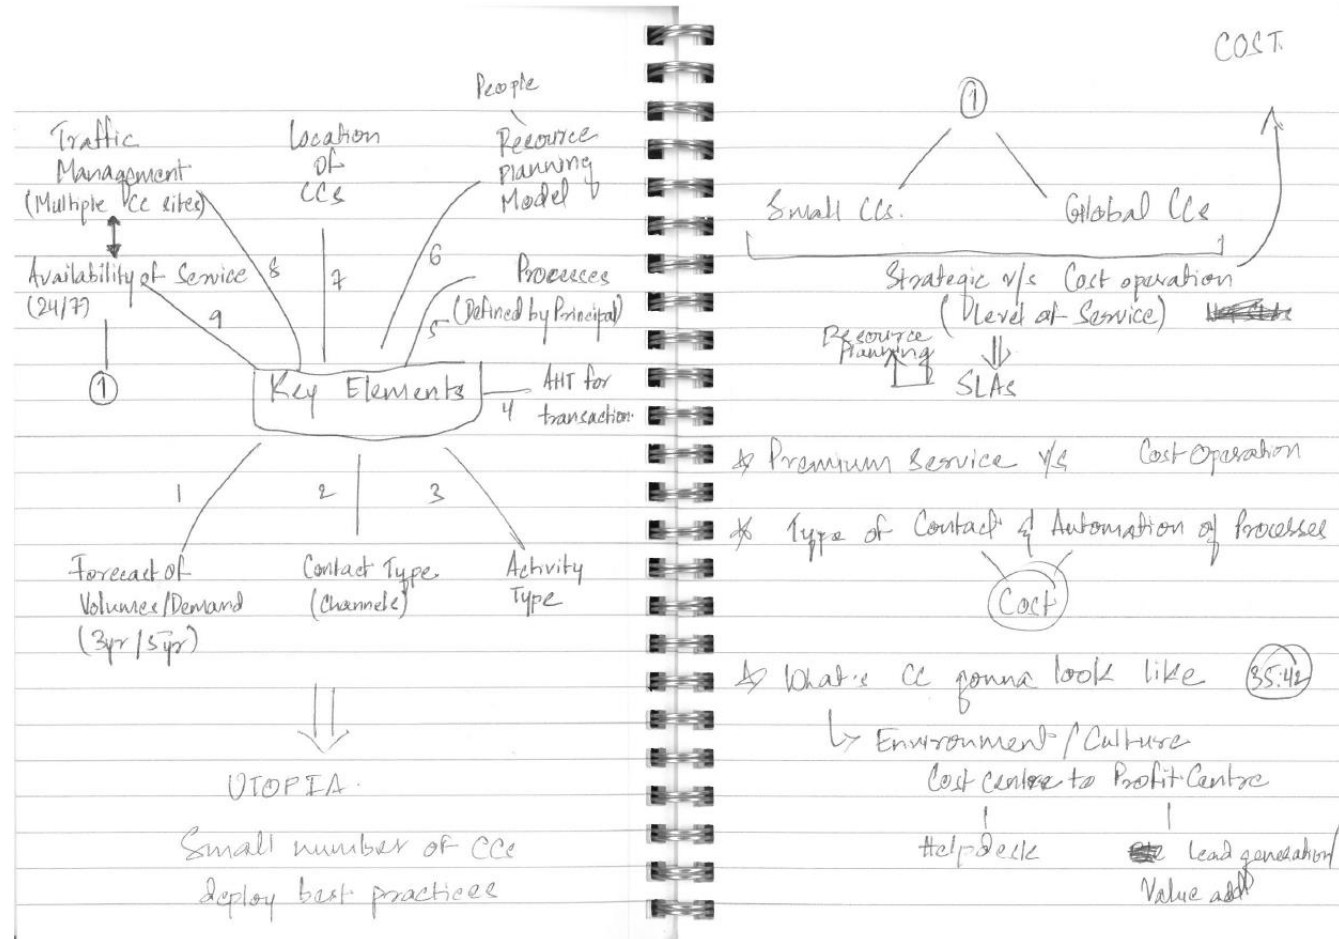 People
Traffic
Management
(Multiple CC sites)
Location
of
CCs
Resource
Planning
Model
Availability of Service
(24/7)
8
7
6
Processes
(Defined by Principal)
9
5
1
Key Elements
4
AHT for
transaction.
1
2
3
Forecast of
Volumes/Demand
(3yr/5yr)
Contact Type
(Channels)
Activity
Type
UTOPIA.
Small number of CCs
deploy best practices
COST.
1
Small CCs.
Global CCs
Strategic v/s Cost operation
(Level of Service)
Resource
Planning
SLAs
* Premium Service v/s Cost Operation
* Type of Contact & Automation of Processes
Cost
* What's CC gonna look like 35:42
↳ Environment / Culture
Cost Centre to Profit Centre
Helpdesk
lead generation/
Value add